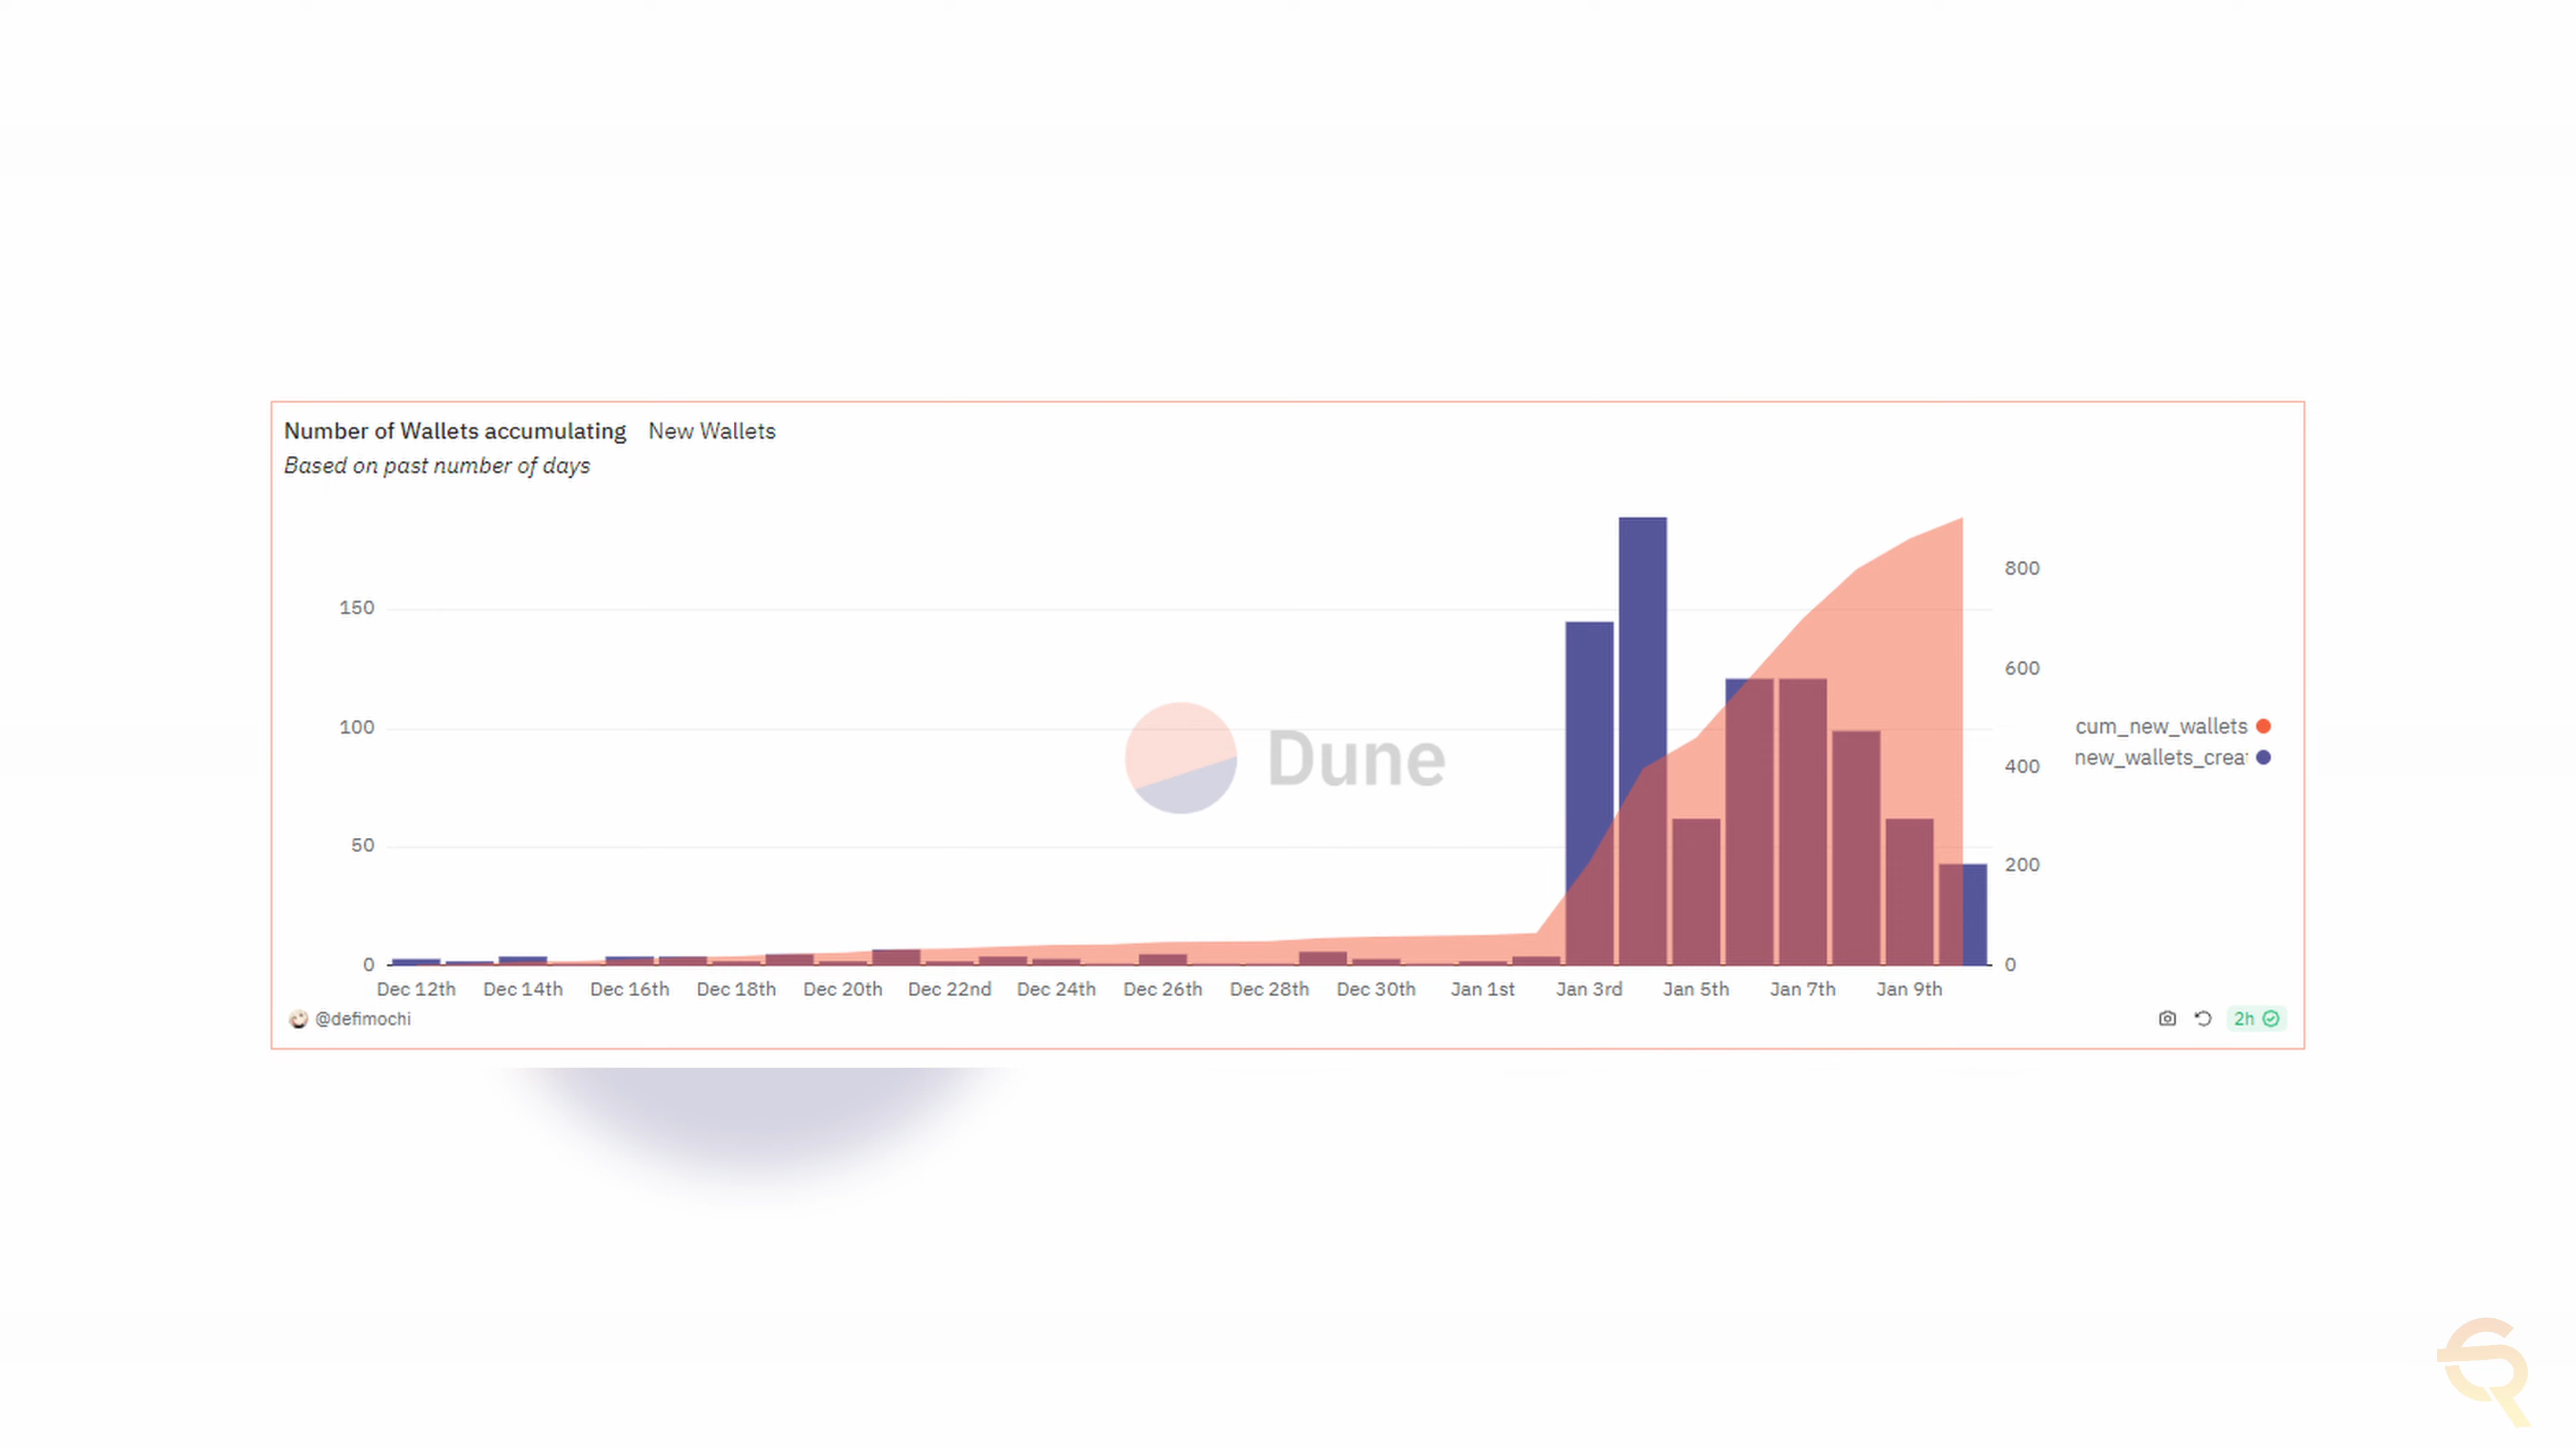 Number of Wallets accumulating New Wallets
Based on past number of days
150
100
50
0
800
600
400
200
0
Dune
cum_new_wallets
new_wallets_crea
Dec 12th Dec 14th Dec 16th Dec 18th Dec 20th Dec 22nd Dec 24th Dec 26th Dec 28th Dec 30th Jan 1st Jan 3rd Jan 5th Jan 7th Jan 9th
@defimochi
2h